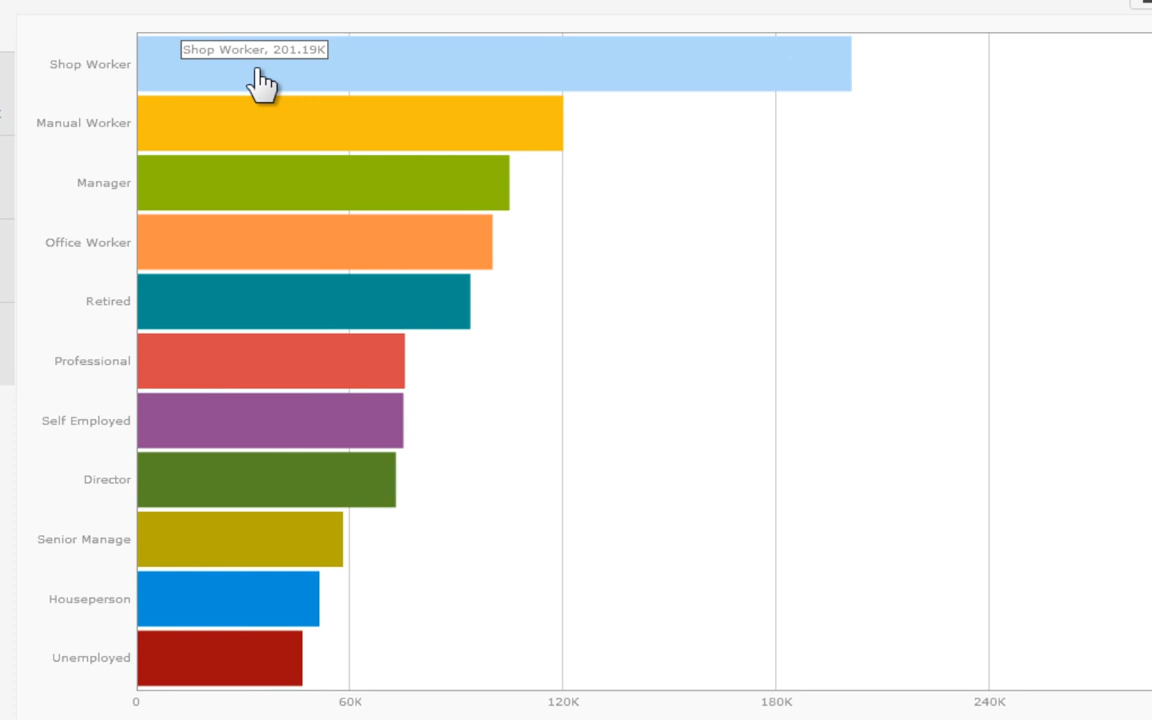 Shop Worker, 201.19K
Shop Worker
Manual Worker
Manager
Office Worker
Retired
Professional
Self Employed
Director
Senior Manage
Houseperson
Unemployed
0 60K 120K 180K 240K